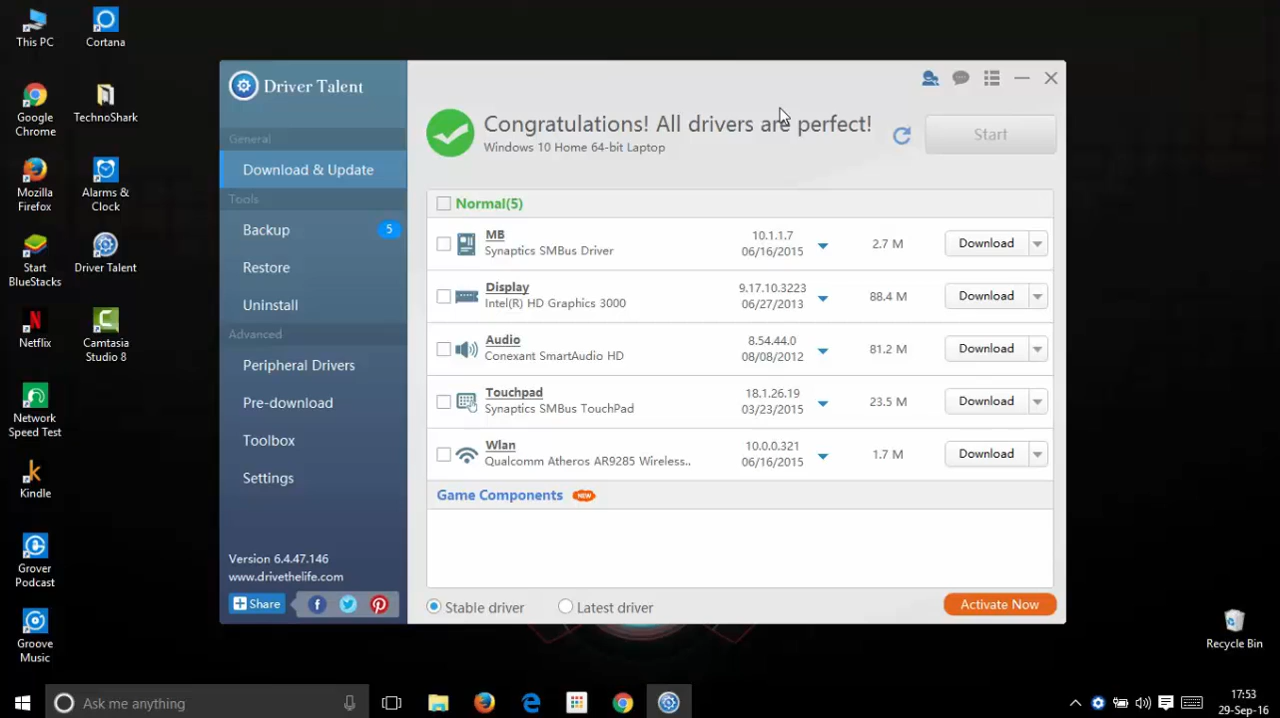 This PC
Cortana
Google
Chrome
TechnoShark
Mozilla
Firefox
Alarms &
Clock
Start
BlueStacks
Driver Talent
Netflix
Camtasia
Studio 8
Network
Speed Test
Kindle
Grover
Podcast
Groove
Music
Recycle Bin
Driver Talent
General
Download & Update
Tools
Backup
5
Restore
Uninstall
Advanced
Peripheral Drivers
Pre-download
Toolbox
Settings
Version 6.4.47.146
www.drivethelife.com
Share
Congratulations! All drivers are perfect!
Windows 10 Home 64-bit Laptop
Start
Normal(5)
MB
Synaptics SMBus Driver
10.1.1.7
06/16/2015
2.7 M
Download
Display
Intel(R) HD Graphics 3000
9.17.10.3223
06/27/2013
88.4 M
Download
Audio
Conexant SmartAudio HD
8.54.44.0
08/08/2012
81.2 M
Download
Touchpad
Synaptics SMBus TouchPad
18.1.26.19
03/23/2015
23.5 M
Download
Wlan
Qualcomm Atheros AR9285 Wireless..
10.0.0.321
06/16/2015
1.7 M
Download
Game Components NEW
Stable driver
Latest driver
Activate Now
Ask me anything
17:53
29-Sep-16